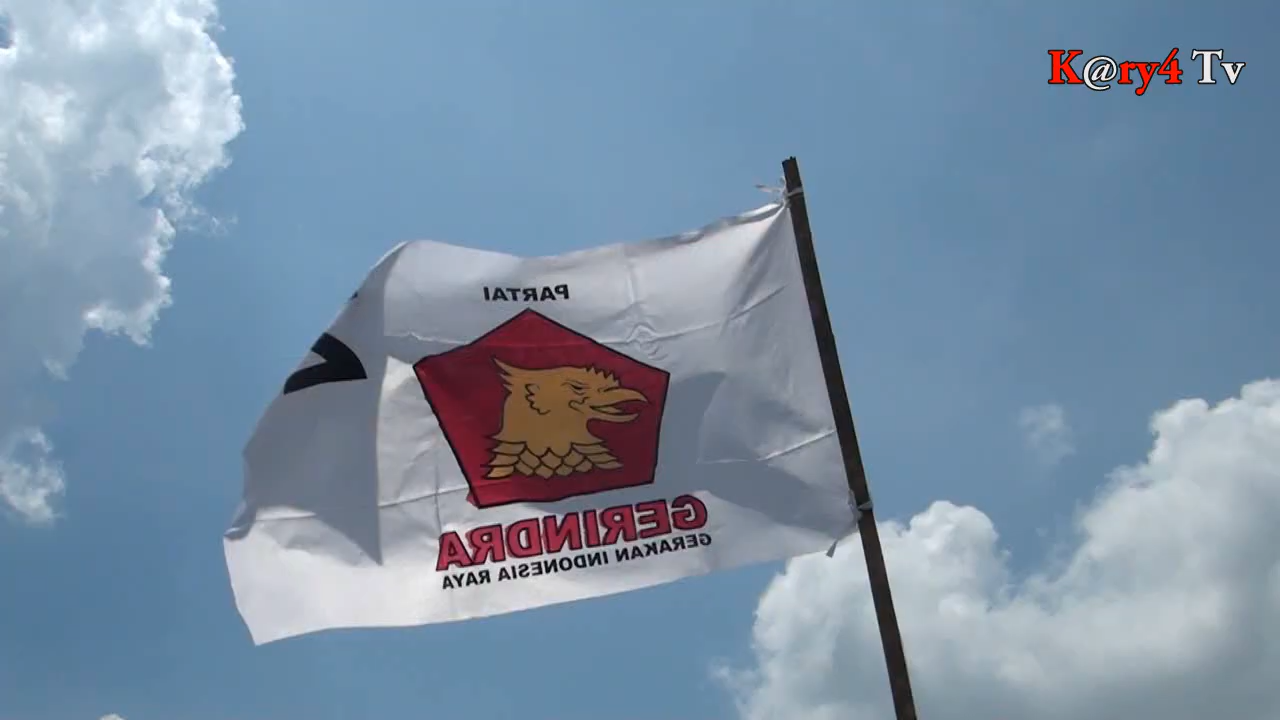 K@ry4 Tv
PARTAI
GERINDRA
GERAKAN INDONESIA RAYA